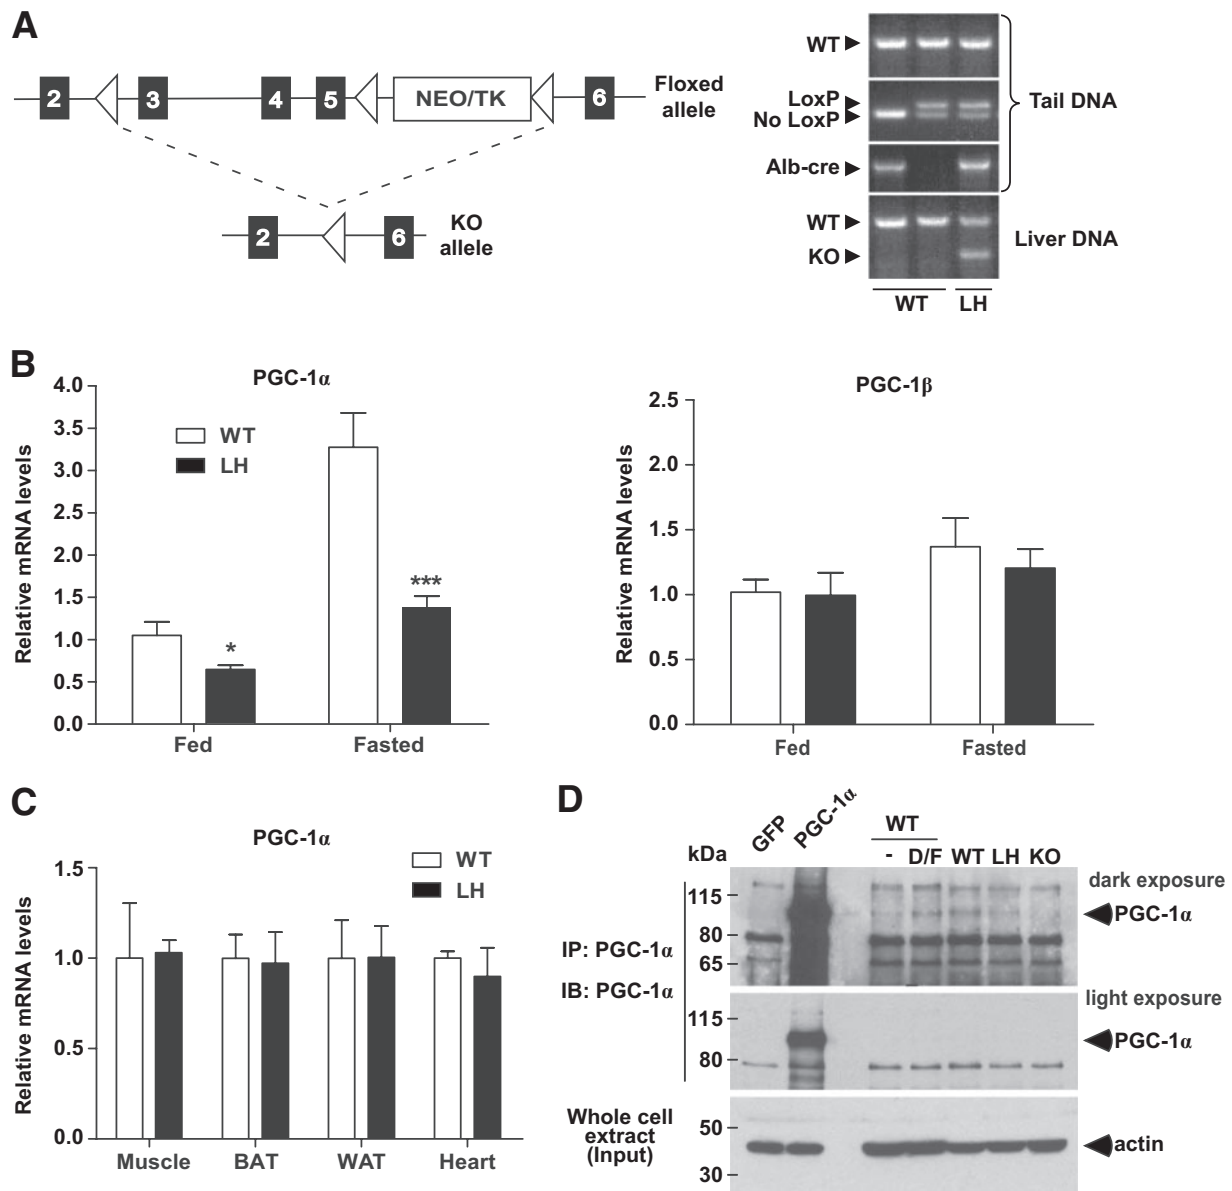 A
2 3 4 5 NEO/TK 6
Floxed
allele
2 6
KO
allele
WT
LoxP
No LoxP
Alb-cre
WT
KO
Tail DNA
Liver DNA
WT LH
B
PGC-1α
Relative mRNA levels
4.0
3.5
3.0
2.5
2.0
1.5
1.0
0.5
0.0
WT
LH
*
***
Fed Fasted
PGC-1β
Relative mRNA levels
2.5
2.0
1.5
1.0
0.5
0.0
Fed Fasted
C
PGC-1α
Relative mRNA levels
1.5
1.0
0.5
0.0
WT
LH
Muscle BAT WAT Heart
D
GFP
PGC-1α
WT
kDa
- D/F WT LH KO
dark exposure
115
PGC-1α
80
65
IP: PGC-1α
IB: PGC-1α
light exposure
115
PGC-1α
80
Whole cell
extract
(Input)
50
actin
30